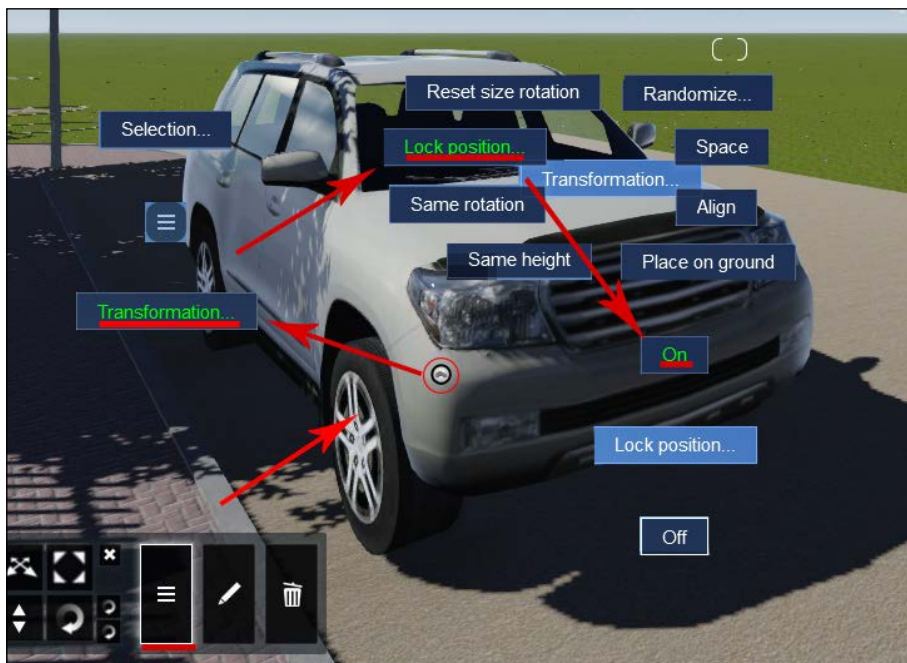 Reset size rotation
Randomize...
Selection...
Lock position...
Space
Transformation...
Same rotation
Align
Same height
Place on ground
Transformation...
On
Lock position...
Off